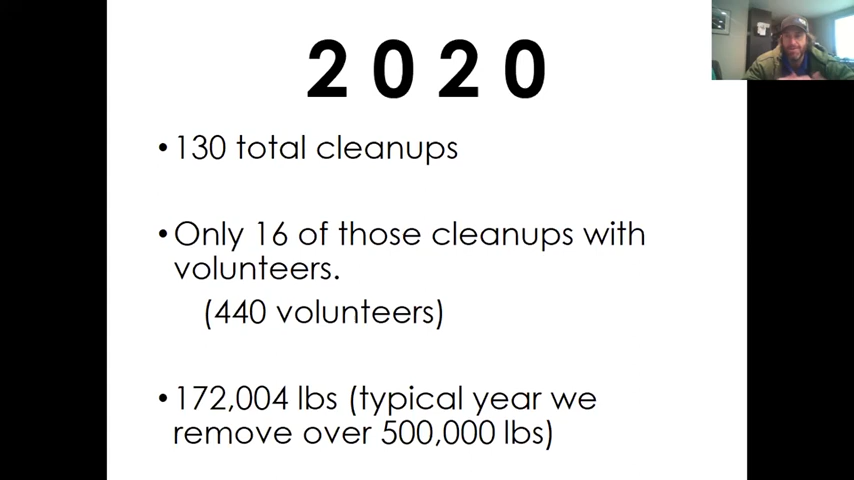 2020
• 130 total cleanups
• Only 16 of those cleanups with
volunteers.
(440 volunteers)
• 172,004 lbs (typical year we
remove over 500,000 lbs)